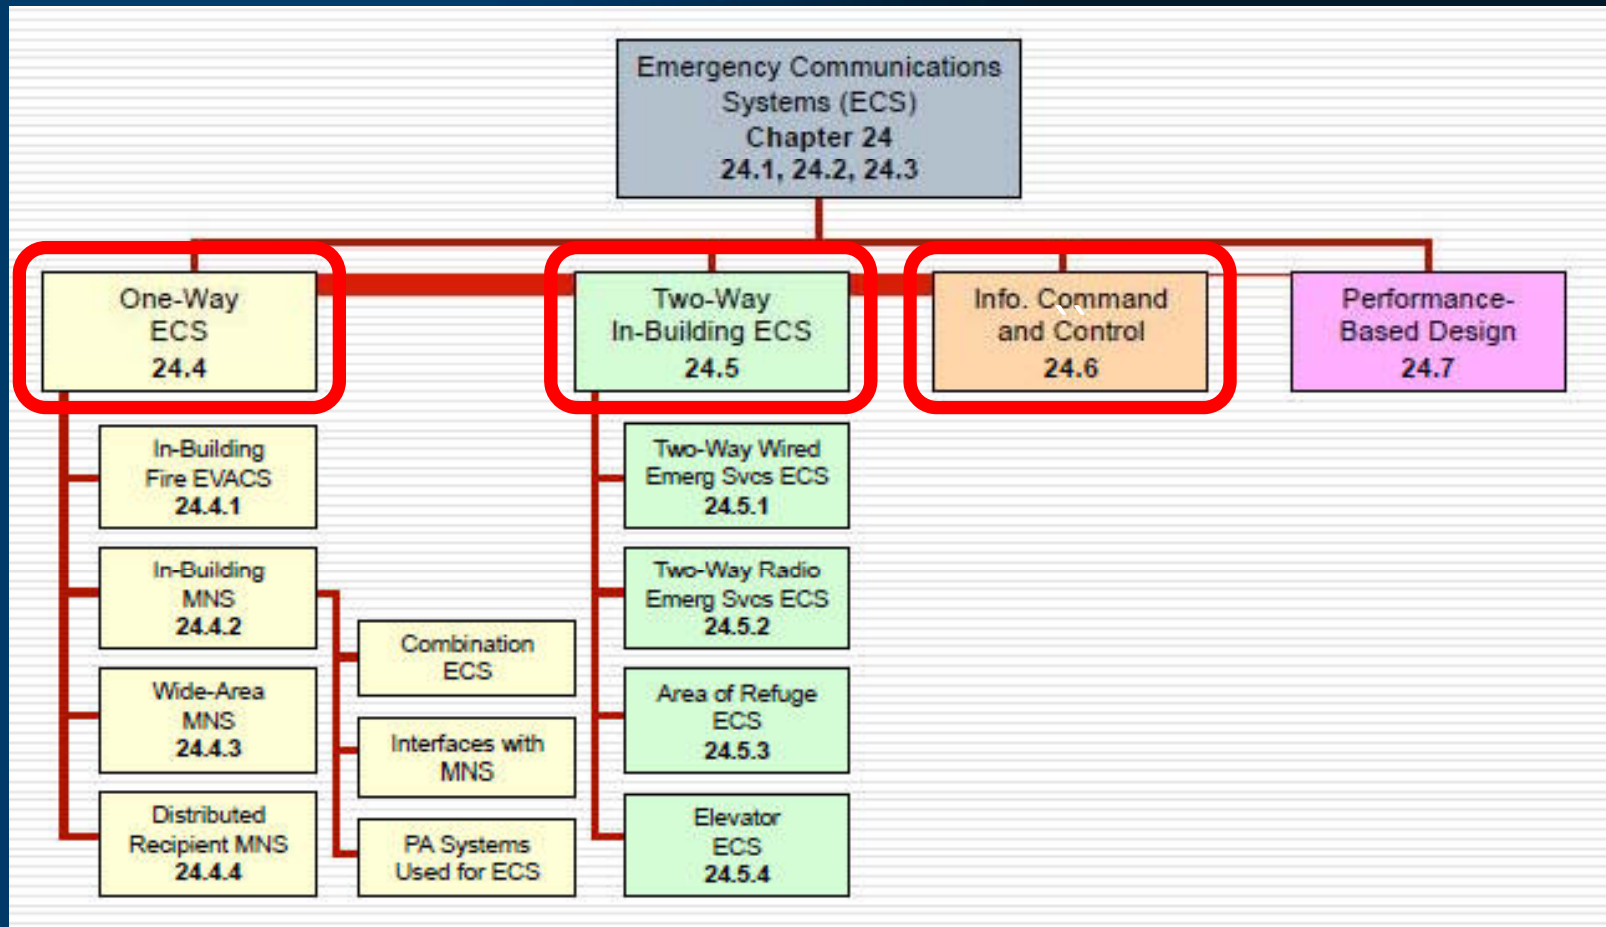 Emergency Communications
Systems (ECS)
Chapter 24
24.1, 24.2, 24.3
One-Way
ECS
24.4
Two-Way
In-Building ECS
24.5
Info. Command
and Control
24.6
Performance-
Based Design
24.7
In-Building
Fire EVACS
24.4.1
In-Building
MNS
24.4.2
Wide-Area
MNS
24.4.3
Distributed
Recipient MNS
24.4.4
Combination
ECS
Interfaces with
MNS
PA Systems
Used for ECS
Two-Way Wired
Emerg Svcs ECS
24.5.1
Two-Way Radio
Emerg Svcs ECS
24.5.2
Area of Refuge
ECS
24.5.3
Elevator
ECS
24.5.4